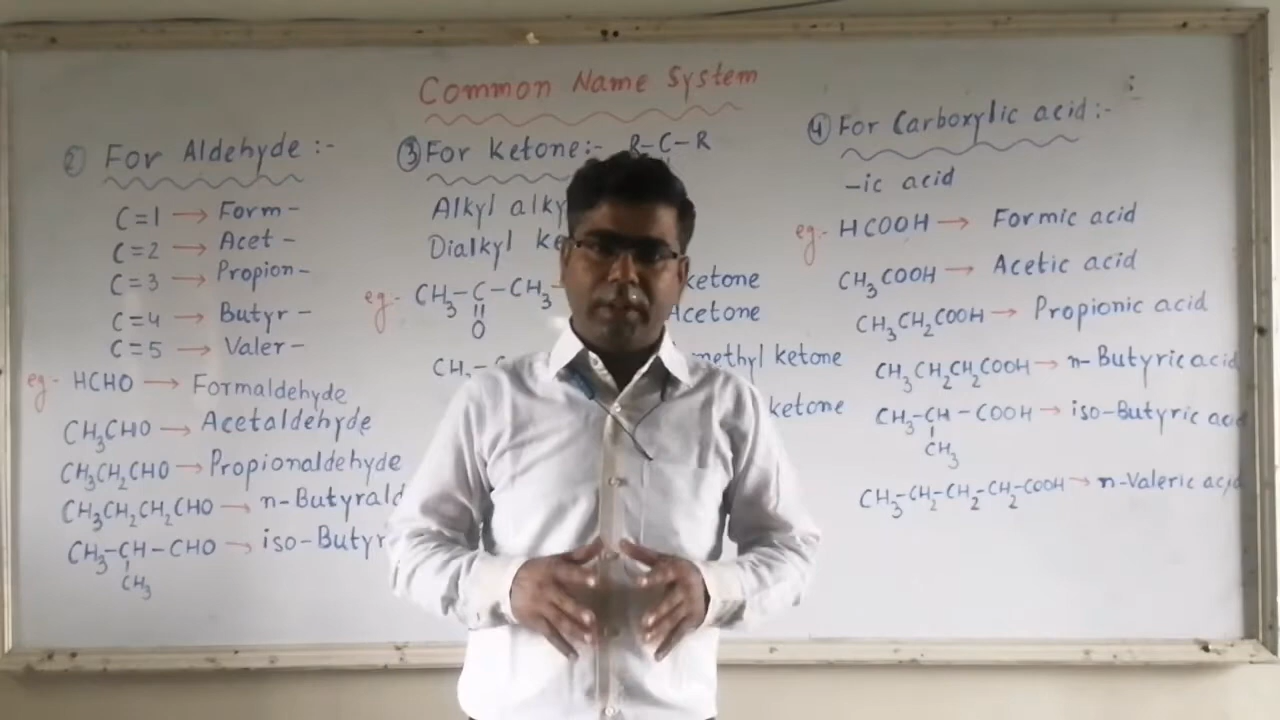 Common Name System
② For Aldehyde :-
C=1 → Form-
C=2 → Acet-
C=3 → Propion-
C=4 → Butyr-
C=5 → Valer-
eg- HCHO → Formaldehyde
CH₃CHO → Acetaldehyde
CH₃CH₂CHO → Propionaldehyde
CH₃CH₂CH₂CHO → n-Butyrald
CH₃-CH-CHO → iso-Butyr
CH₃
③ For Ketone:- R-C-R
Alkyl alky
Dialkyl ke
eg:- CH₃-C-CH₃- ketone
O Acetone
CH₃- methyl ketone
ketone
④ For Carboxylic acid:-
-ic acid
eg:- HCOOH → Formic acid
CH₃COOH → Acetic acid
CH₃CH₂COOH → Propionic acid
CH₃CH₂CH₂COOH → n-Butyric acid
CH₃-CH-COOH → iso-Butyric acid
CH₃
CH₃-CH₂-CH₂-CH₂-COOH → n-Valeric acid